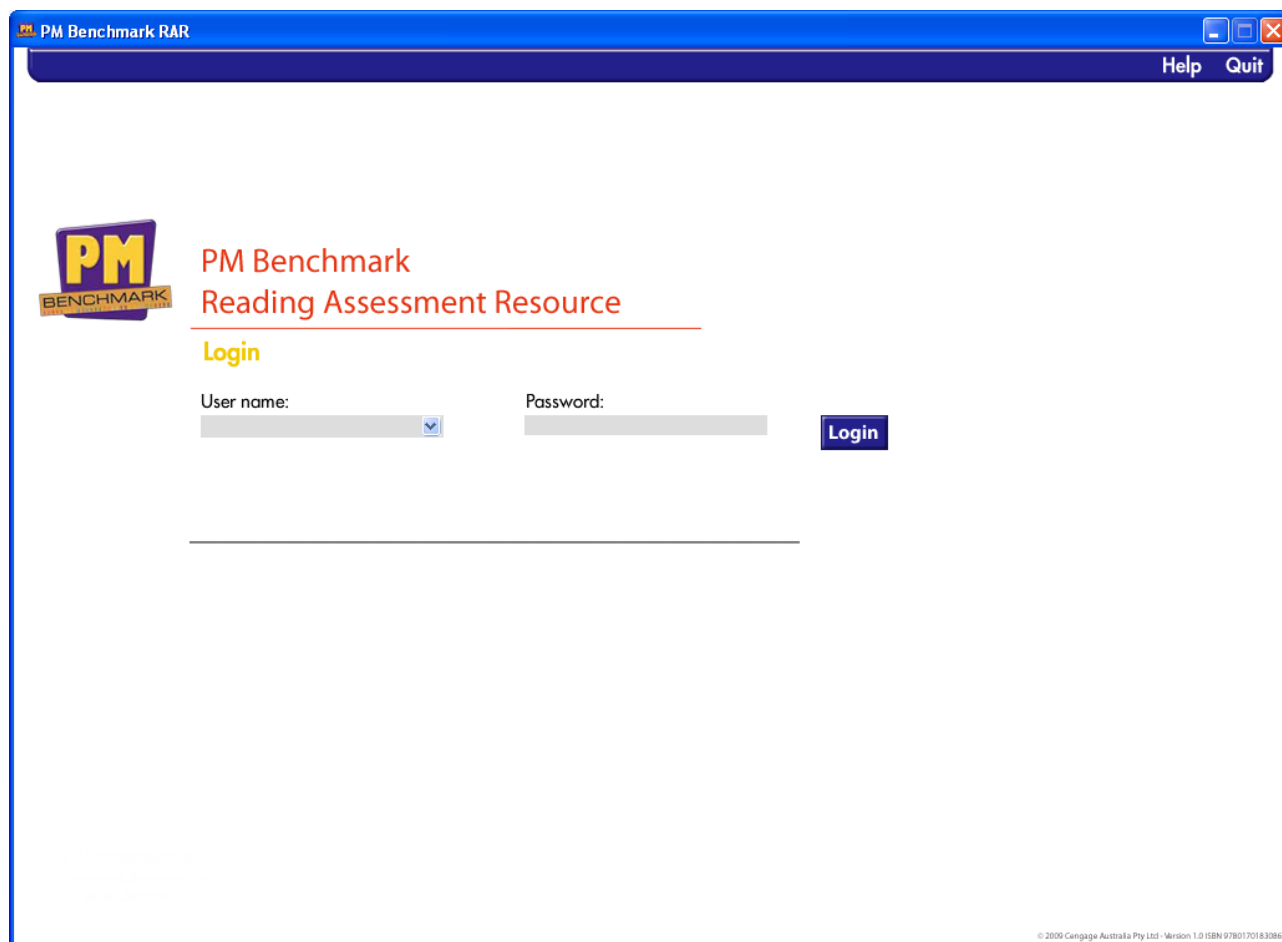 PM Benchmark RAR
Help Quit
PM
BENCHMARK
PM Benchmark
Reading Assessment Resource
Login
User name:
Password:
Login
© 2009 Cengage Australia Pty Ltd - Version 1.0 ISBN 9780170183086